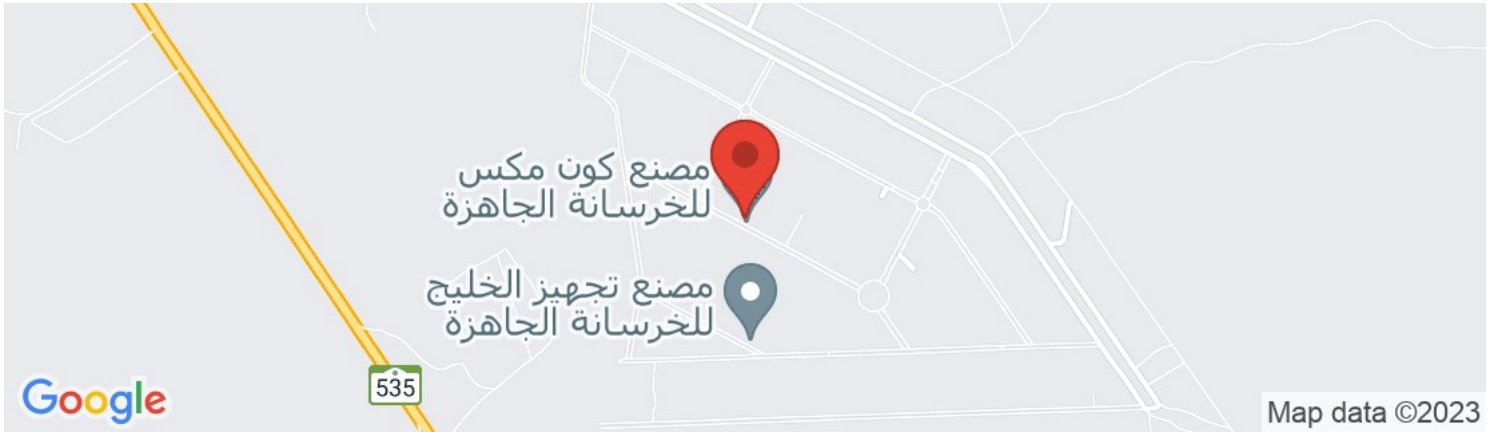 مصنع كون مكس
للخرسانة الجاهزة
مصنع تجهيز الخليج
للخرسانة الجاهزة
535
Google
Map data ©2023